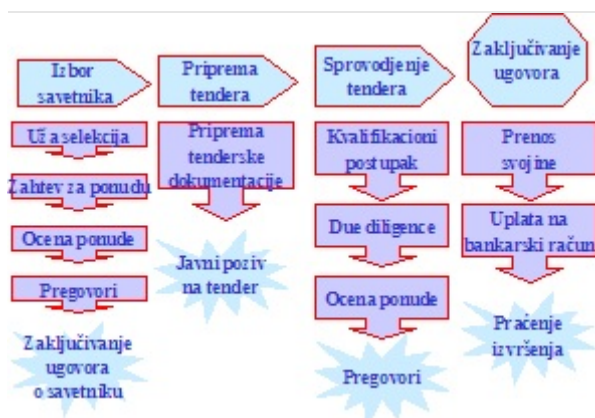 Izbor
savetnika
Priprema
tendera
Sprovodjenje
tendera
Zaključivanje
ugovora
Uža selekcija
Zahtev za ponudu
Ocena ponude
Pregovori
Zaključivanje
ugovora
o savetniku
Priprema
tenderske
dokumentacije
Javni poziv
na tender
Kvalifikacioni
postupak
Due diligence
Ocena ponude
Pregovori
Prenos
svojine
Uplata na
bankarski račun
Praćenje
izvršenja